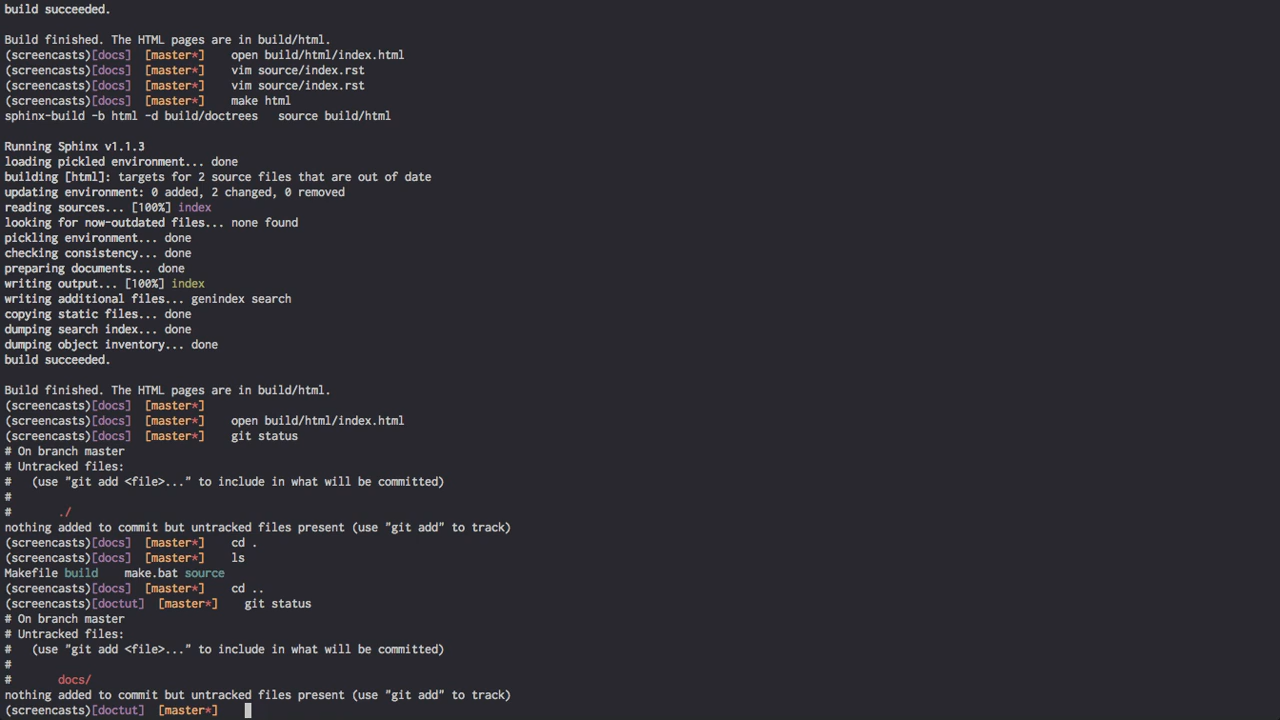 build succeeded.
Build finished. The HTML pages are in build/html.
(screencasts)[docs] [master*] open build/html/index.html
(screencasts)[docs] [master*] vim source/index.rst
(screencasts)[docs] [master*] vim source/index.rst
(screencasts)[docs] [master*] make html
sphinx-build -b html -d build/doctrees source build/html
Running Sphinx v1.1.3
loading pickled environment... done
building [html]: targets for 2 source files that are out of date
updating environment: 0 added, 2 changed, 0 removed
reading sources... [100%] index
looking for now-outdated files... none found
pickling environment... done
checking consistency... done
preparing documents... done
writing output... [100%] index
writing additional files... genindex search
copying static files... done
dumping search index... done
dumping object inventory... done
build succeeded.
Build finished. The HTML pages are in build/html.
(screencasts)[docs] [master*]
(screencasts)[docs] [master*] open build/html/index.html
(screencasts)[docs] [master*] git status
# On branch master
# Untracked files:
# (use "git add <file>..." to include in what will be committed)
#
# ./
nothing added to commit but untracked files present (use "git add" to track)
(screencasts)[docs] [master*] cd .
(screencasts)[docs] [master*] ls
Makefile build make.bat source
(screencasts)[docs] [master*] cd ..
(screencasts)[doctut] [master*] git status
# On branch master
# Untracked files:
# (use "git add <file>..." to include in what will be committed)
#
# docs/
nothing added to commit but untracked files present (use "git add" to track)
(screencasts)[doctut] [master*]